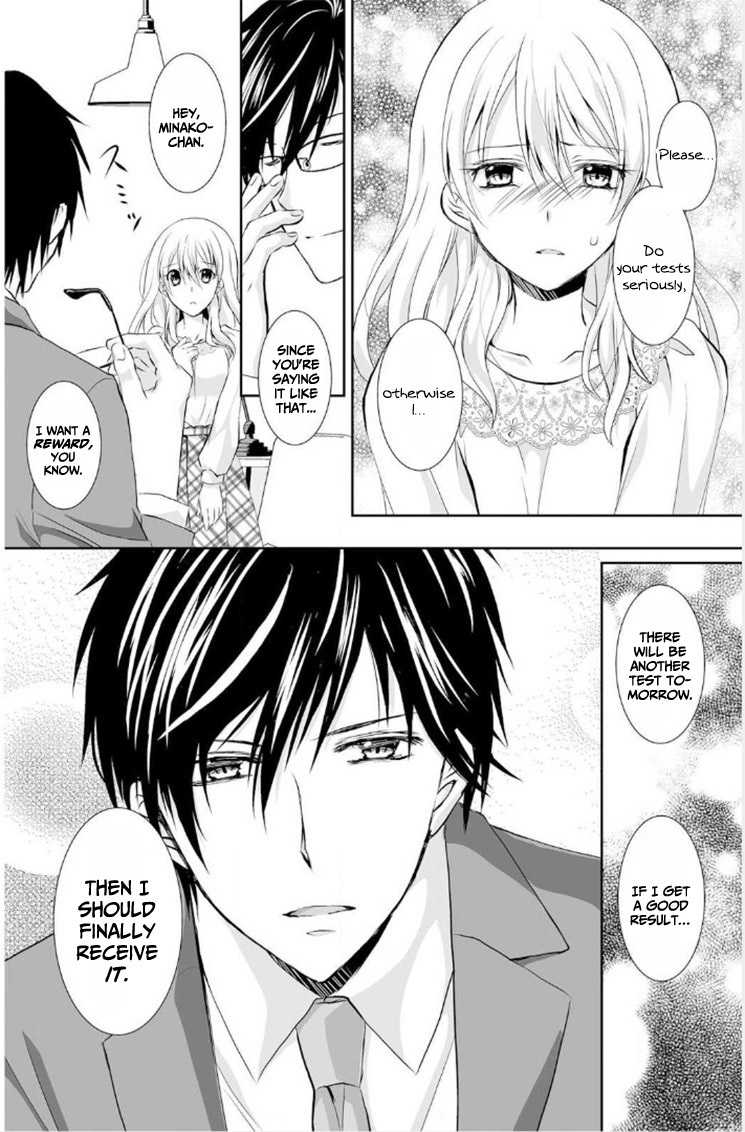 Please...
Do
your tests
seriously,
otherwise
I...
SINCE
YOU'RE
SAYING
IT LIKE
THAT...
HEY,
MINAKO-
CHAN.
I WANT A
REWARD,
YOU
KNOW.
THERE
WILL BE
ANOTHER
TEST TO-
MORROW.
IF I GET
A GOOD
RESULT...
THEN I
SHOULD
FINALLY
RECEIVE
IT.